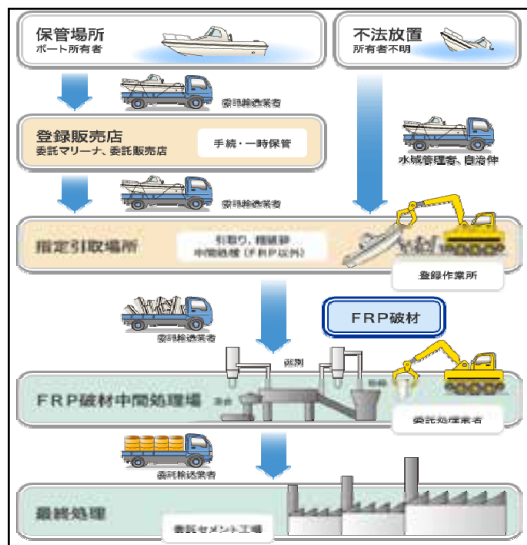 保管場所
ボート所有者
不法放置
所有者不明
委託輸送業者
登録販売店
委託マリーナ、委託販売店
手続・一時保管
水域管理者、自治体
委託輸送業者
指定引取場所
引取り、粗破砕
中間処理(FRP以外)
登録作業所
FRP破材
委託輸送業者
選別
FRP破材中間処理場
委託処理業者
委託輸送業者
最終処理
委託セメント工場